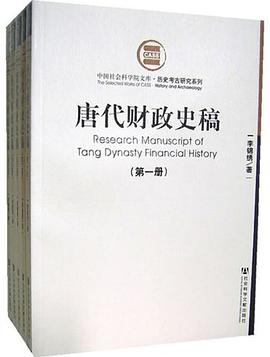 CASS
中国社会科学院文库·历史考古研究系列
The Selected Works of CASS · History and Archaeology
唐代财政史稿
Research Manuscript of
Tang Dynasty Financial History
(第一册)
李锦绣/著
社会科学文献出版社